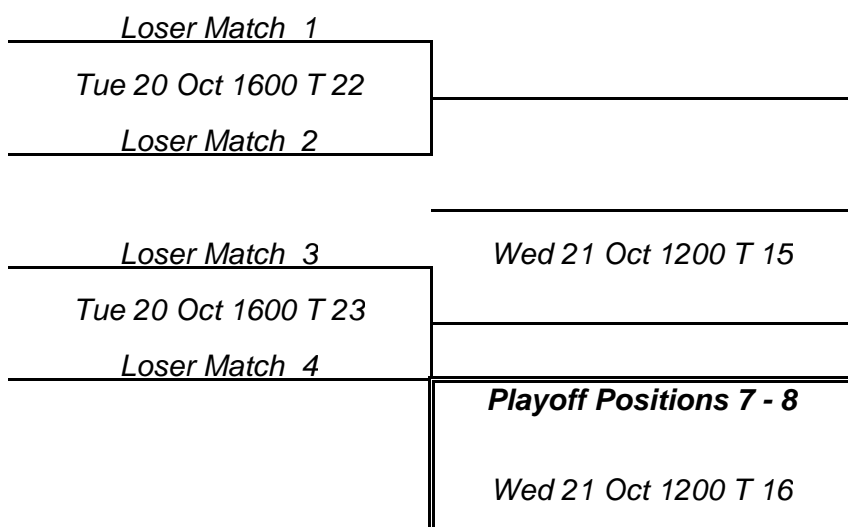 Loser Match 1
Tue 20 Oct 1600 T 22
Loser Match 2
Loser Match 3
Wed 21 Oct 1200 T 15
Tue 20 Oct 1600 T 23
Loser Match 4
Playoff Positions 7 - 8
Wed 21 Oct 1200 T 16